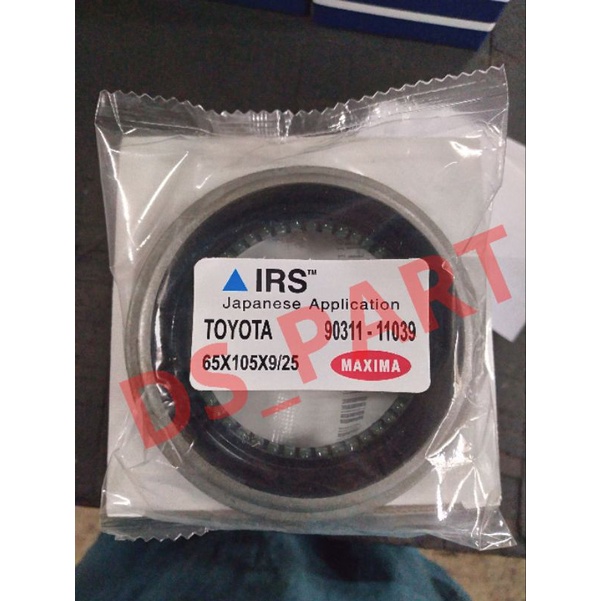 IRS™
Japanese Application
TOYOTA 90311-11039
65X105X9/25 MAXIMA
DS_PART